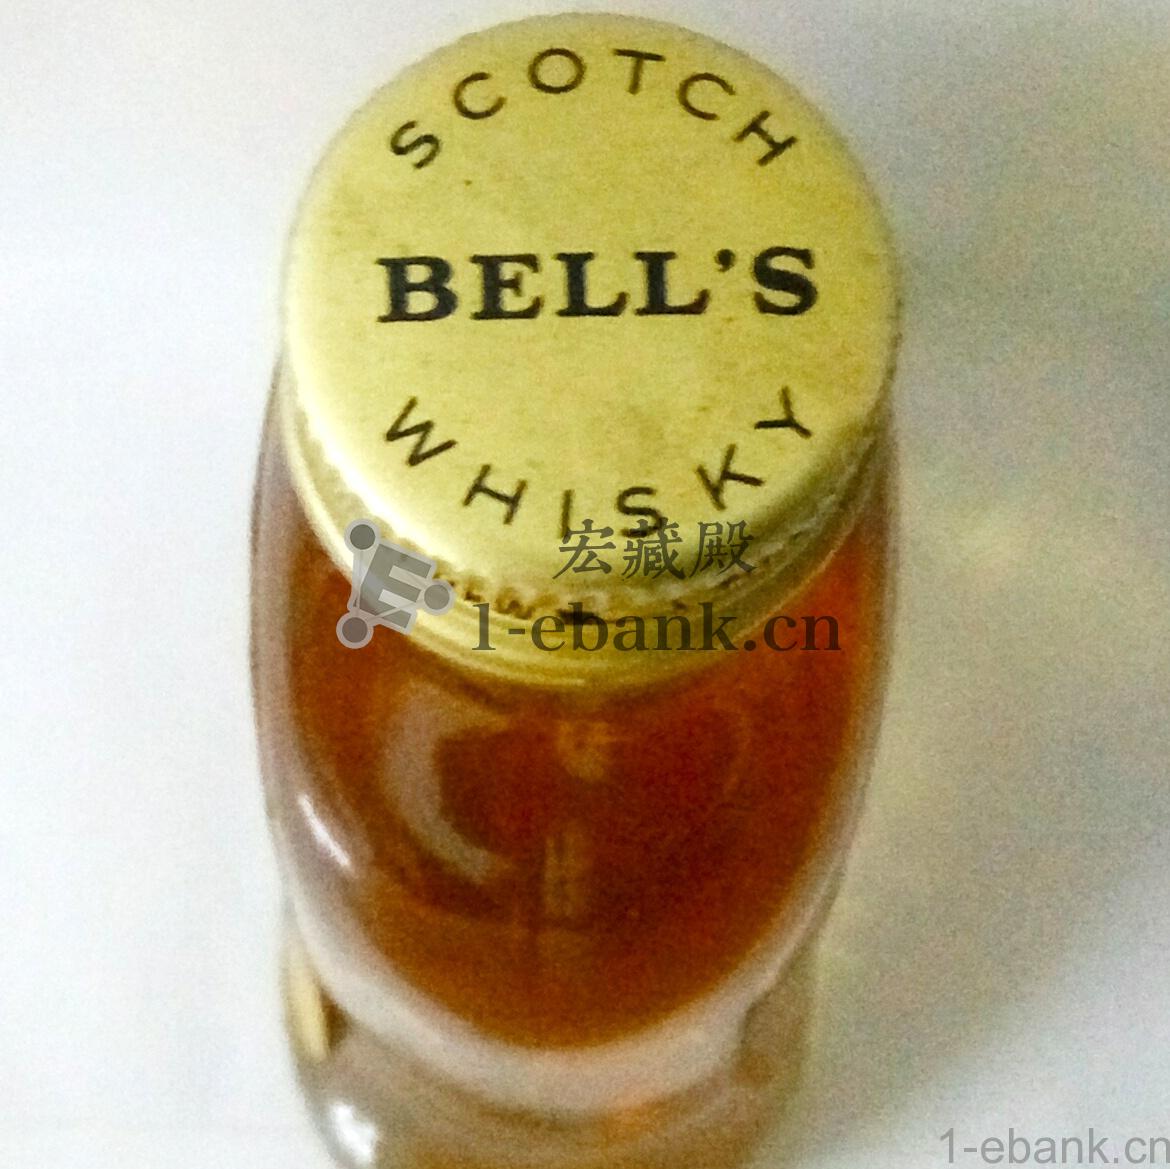 SCOTCH
BELL'S
WHISKY
宏藏殿
1-ebank.cn
1-ebank.cn